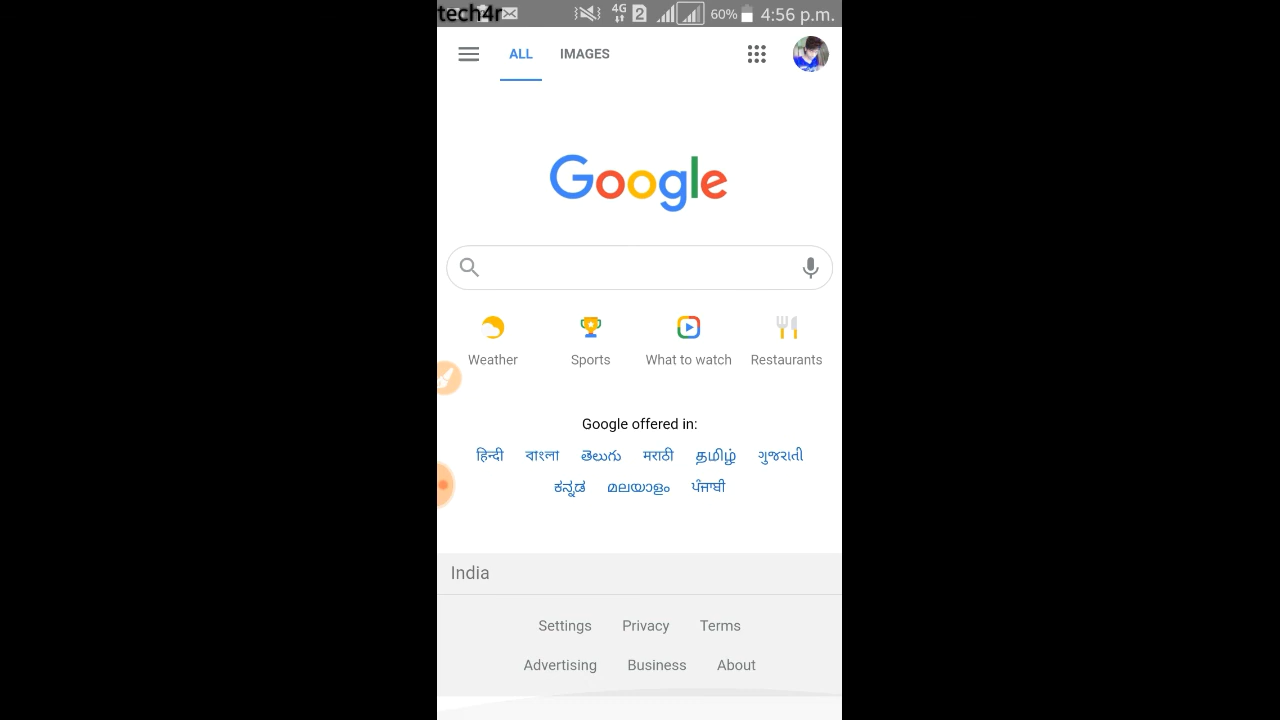 tech4r 4G 2 60% 4:56 p.m.
ALL IMAGES
Google
Weather Sports What to watch Restaurants
Google offered in:
हिन्दी বাংলা తెలుగు मराठी தமிழ் ગુજરાતી
ಕನ್ನಡ മലയാളം ਪੰਜਾਬੀ
India
Settings Privacy Terms
Advertising Business About